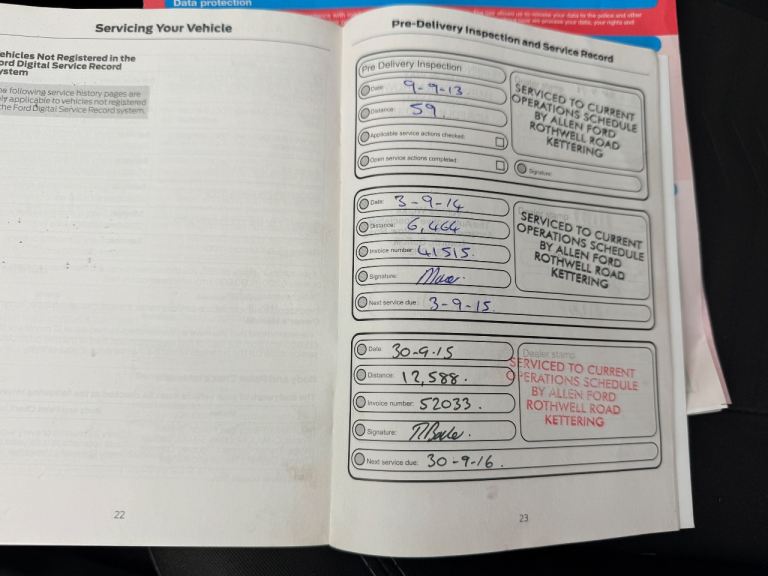 Data protection
Servicing Your Vehicle
ehicles Not Registered in the
ord Digital Service Record
ystem
e following service history pages are
ly applicable to vehicles not registered
the Ford Digital Service Record system.
22
Pre-Delivery Inspection and Service Record
Pre Delivery Inspection
Date: 9-9-13
Distance: 59
Applicable service actions checked:
Open service actions completed:
SERVICED TO CURRENT
OPERATIONS SCHEDULE
BY ALLEN FORD
ROTHWELL ROAD
KETTERING
Signature:
Date: 3-9-14
Distance: 6,464
Invoice number: 41515.
Signature:
Next service due: 3-9-15.
SERVICED TO CURRENT
OPERATIONS SCHEDULE
BY ALLEN FORD
ROTHWELL ROAD
KETTERING
Date: 30-9-15
Distance: 12,588.
Invoice number: 52033.
Signature:
Next service due: 30-9-16.
Dealer stamp
SERVICED TO CURRENT
OPERATIONS SCHEDULE
BY ALLEN FORD
ROTHWELL ROAD
KETTERING
23